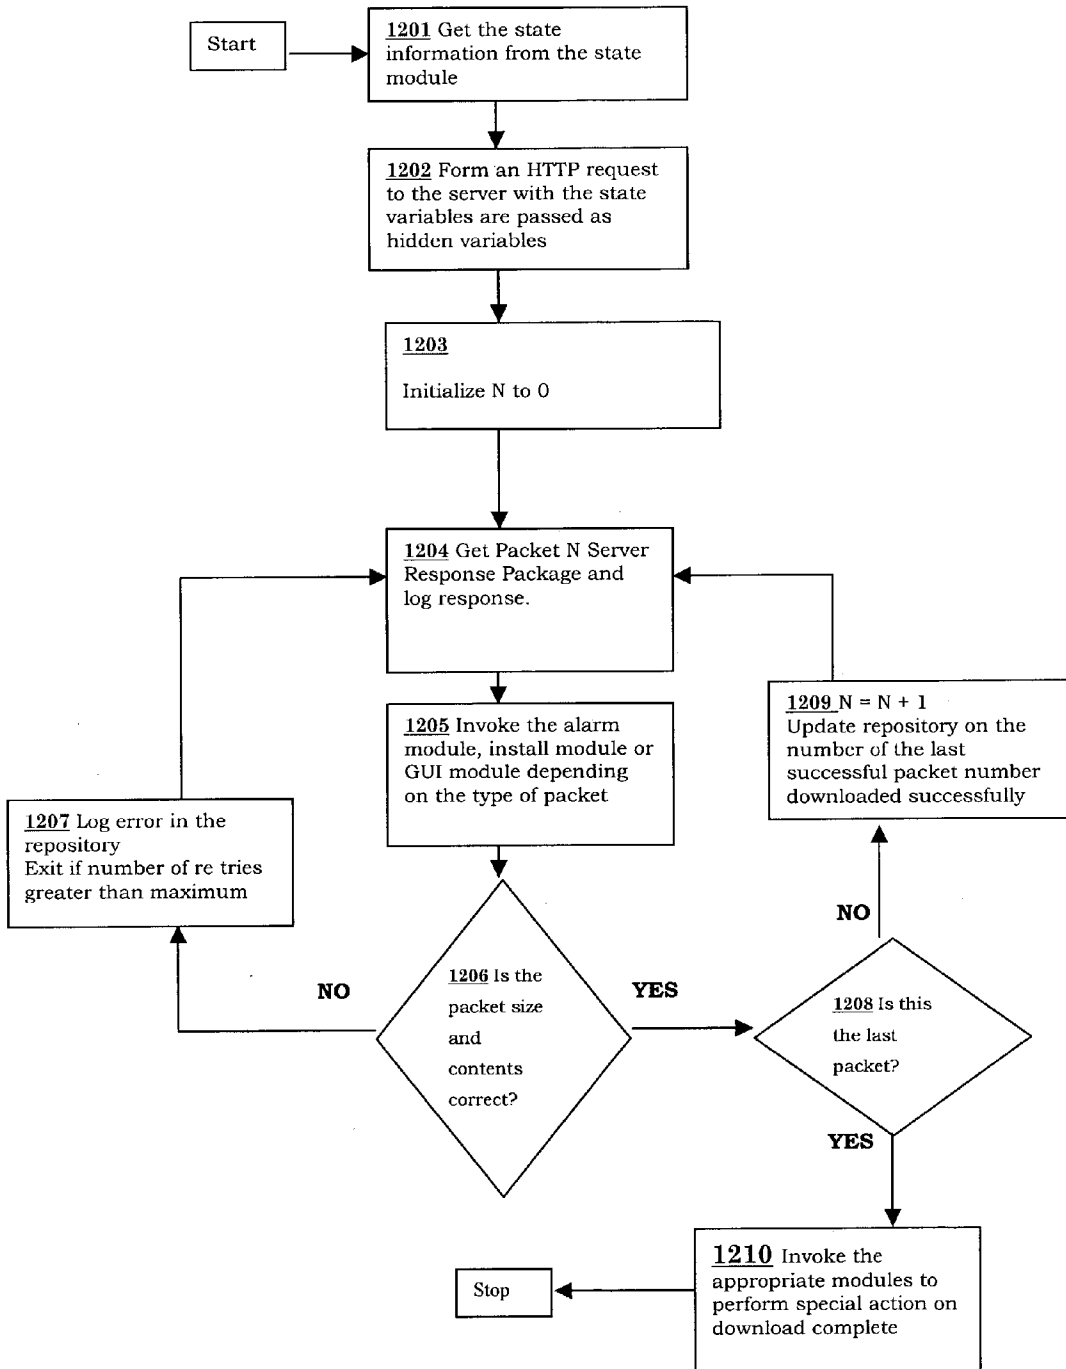 Start
1201 Get the state
information from the state
module
1202 Form an HTTP request
to the server with the state
variables are passed as
hidden variables
1203
Initialize N to 0
1204 Get Packet N Server
Response Package and
log response.
1205 Invoke the alarm
module, install module or
GUI module depending
on the type of packet
1209 N = N + 1
Update repository on the
number of the last
successful packet number
downloaded successfully
1207 Log error in the
repository
Exit if number of re tries
greater than maximum
NO
1206 Is the
packet size
and
contents
correct?
YES
NO
1208 Is this
the last
packet?
YES
1210 Invoke the
appropriate modules to
perform special action on
download complete
Stop